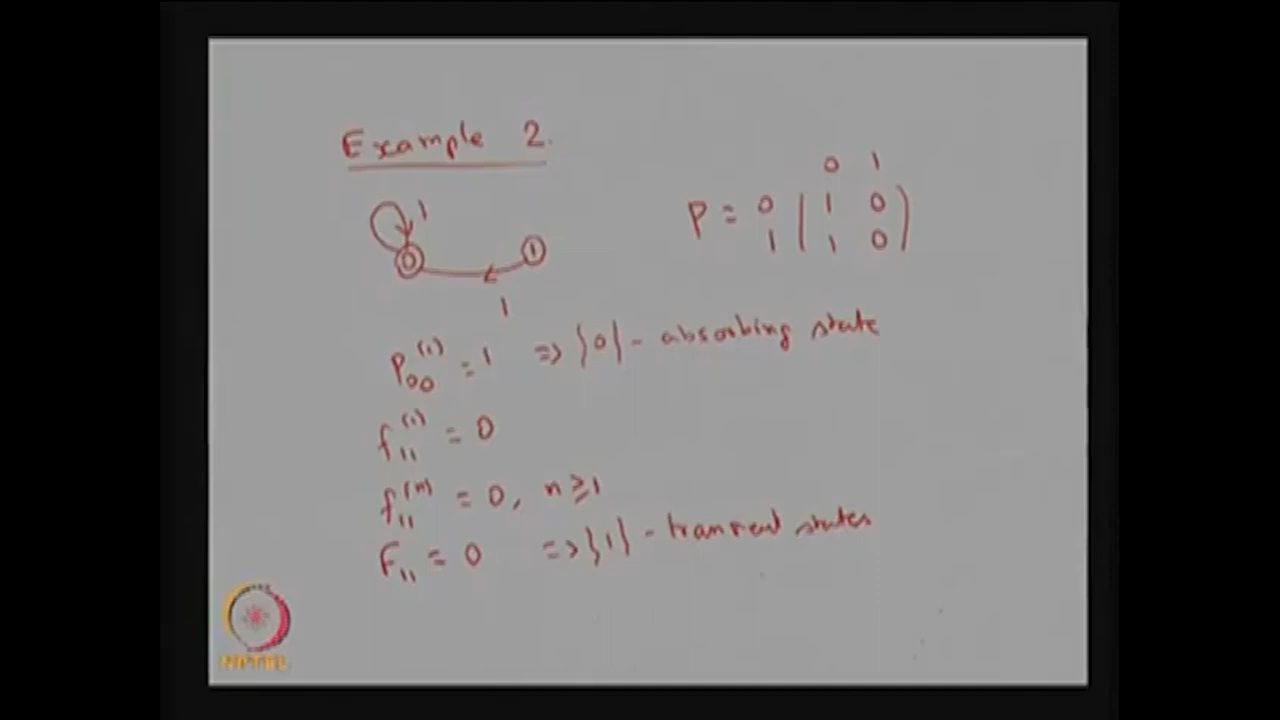 Example 2.
0 1
1
P = 0 ( 1 0 )
1 ( 1 0 )
0 1
1
P₀₀⁽¹⁾ = 1 => {0} - absorbing state
f₁₁⁽¹⁾ = 0
f₁₁⁽ⁿ⁾ = 0, n ≥ 1
F₁₁ = 0 => {1} - transient states
NPTEL